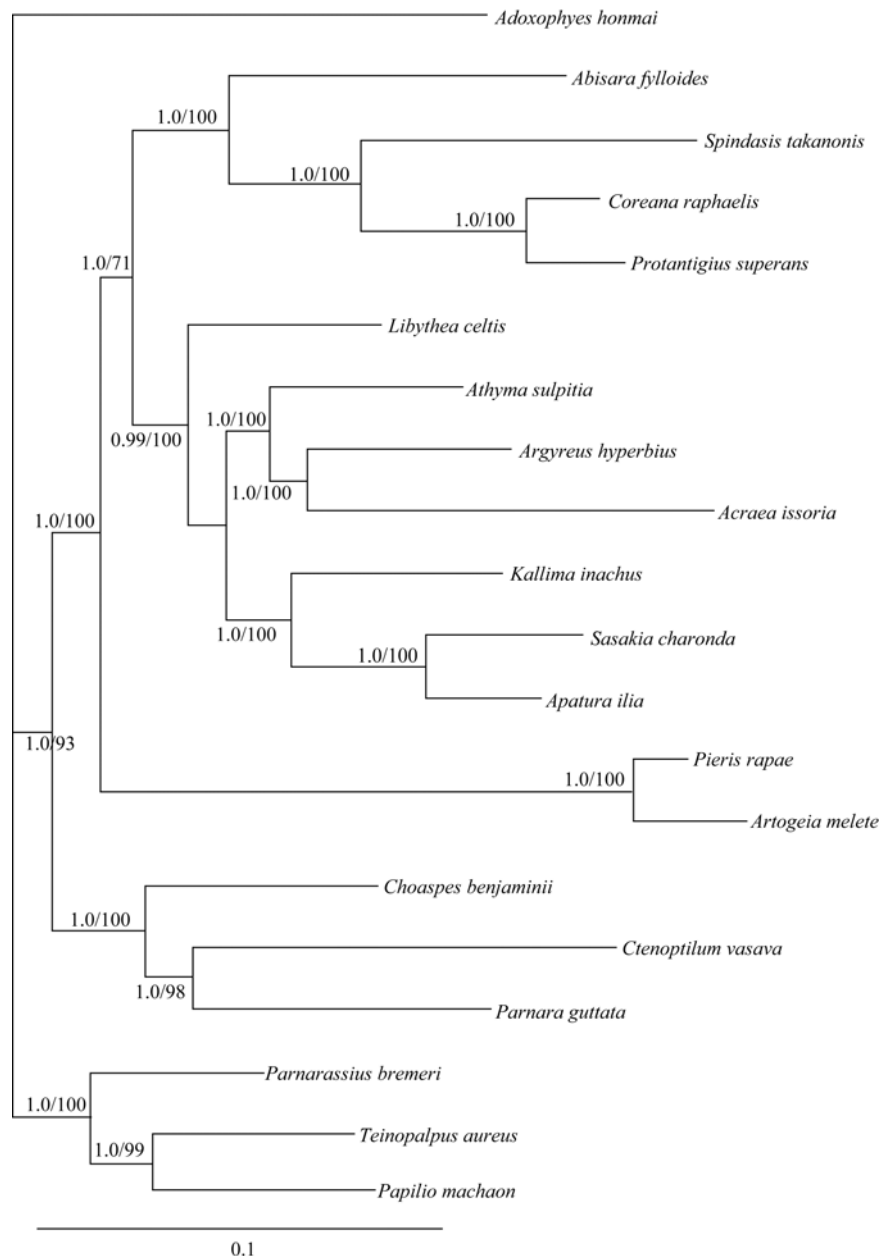 Adoxophyes honmai
Abisara fylloides
1.0/100
Spindasis takanonis
1.0/100
Coreana raphaelis
1.0/100
Protantigius superans
1.0/71
Libythea celtis
Athyma sulpitia
1.0/100
0.99/100
Argyreus hyperbius
1.0/100
Acraea issoria
1.0/100
Kallima inachus
1.0/100
Sasakia charonda
1.0/100
Apatura ilia
1.0/93
Pieris rapae
1.0/100
Artogeia melete
Choaspes benjaminii
1.0/100
Ctenoptilum vasava
1.0/98
Parnara guttata
Parnarassius bremeri
1.0/100
Teinopalpus aureus
1.0/99
Papilio machaon
0.1